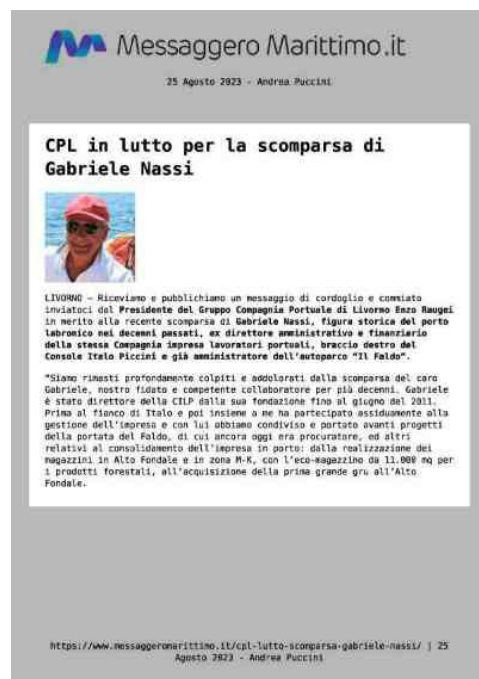 Messaggero Marittimo.it
25 Agosto 2023 - Andrea Puccini
CPL in lutto per la scomparsa di
Gabriele Nassi
LIVORNO – Riceviamo e pubblichiamo un messaggio di cordoglio e commiato
inviatoci dal Presidente del Gruppo Compagnia Portuale di Livorno Enzo Raugei
in merito alla recente scomparsa di Gabriele Nassi, figura storica del porto
labronico nei decenni passati, ex direttore amministrativo e finanziario
della stessa Compagnia impresa lavoratori portuali, braccio destro del
Console Italo Piccini e già amministratore dell'autoparco "Il Faldo".
"Siamo rimasti profondamente colpiti e addolorati dalla scomparsa del caro
Gabriele, nostro fidato e competente collaboratore per più decenni. Gabriele
è stato direttore della CILP dalla sua fondazione fino al giugno del 2011.
Prima al fianco di Italo e poi insieme a me ha partecipato assiduamente alla
gestione dell'impresa e con lui abbiamo condiviso e portato avanti progetti
della portata del Faldo, di cui ancora oggi era procuratore, ed altri
relativi al consolidamento dell'impresa in porto: dalla realizzazione dei
magazzini in Alto Fondale e in zona M-K, con l'eco-magazzino da 11.000 mq per
i prodotti forestali, all'acquisizione della prima grande gru all'Alto
Fondale.
https://www.messaggeromarittimo.it/cpl-lutto-scomparsa-gabriele-nassi/ | 25
Agosto 2023 - Andrea Puccini